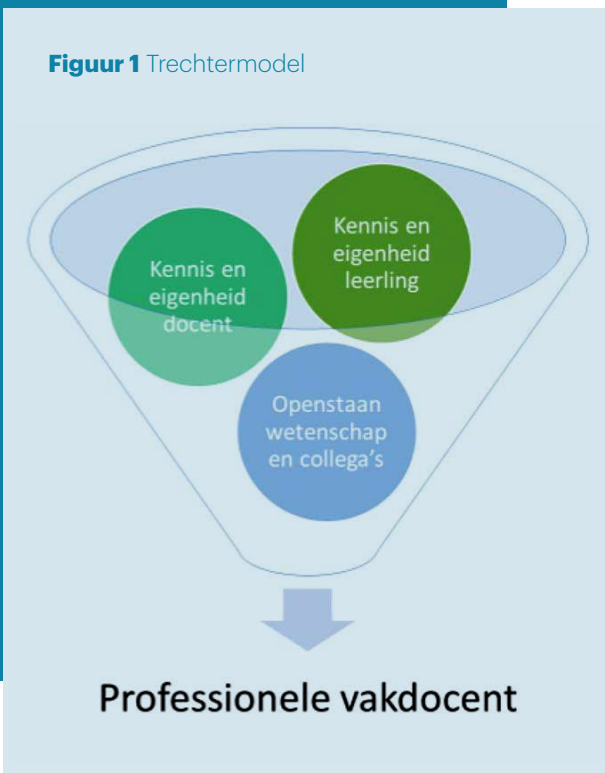 Figuur 1 Trechtermodel
Kennis en
eigenheid
leerling
Kennis en
eigenheid
docent
Openstaan
wetenschap
en collega's
Professionele vakdocent